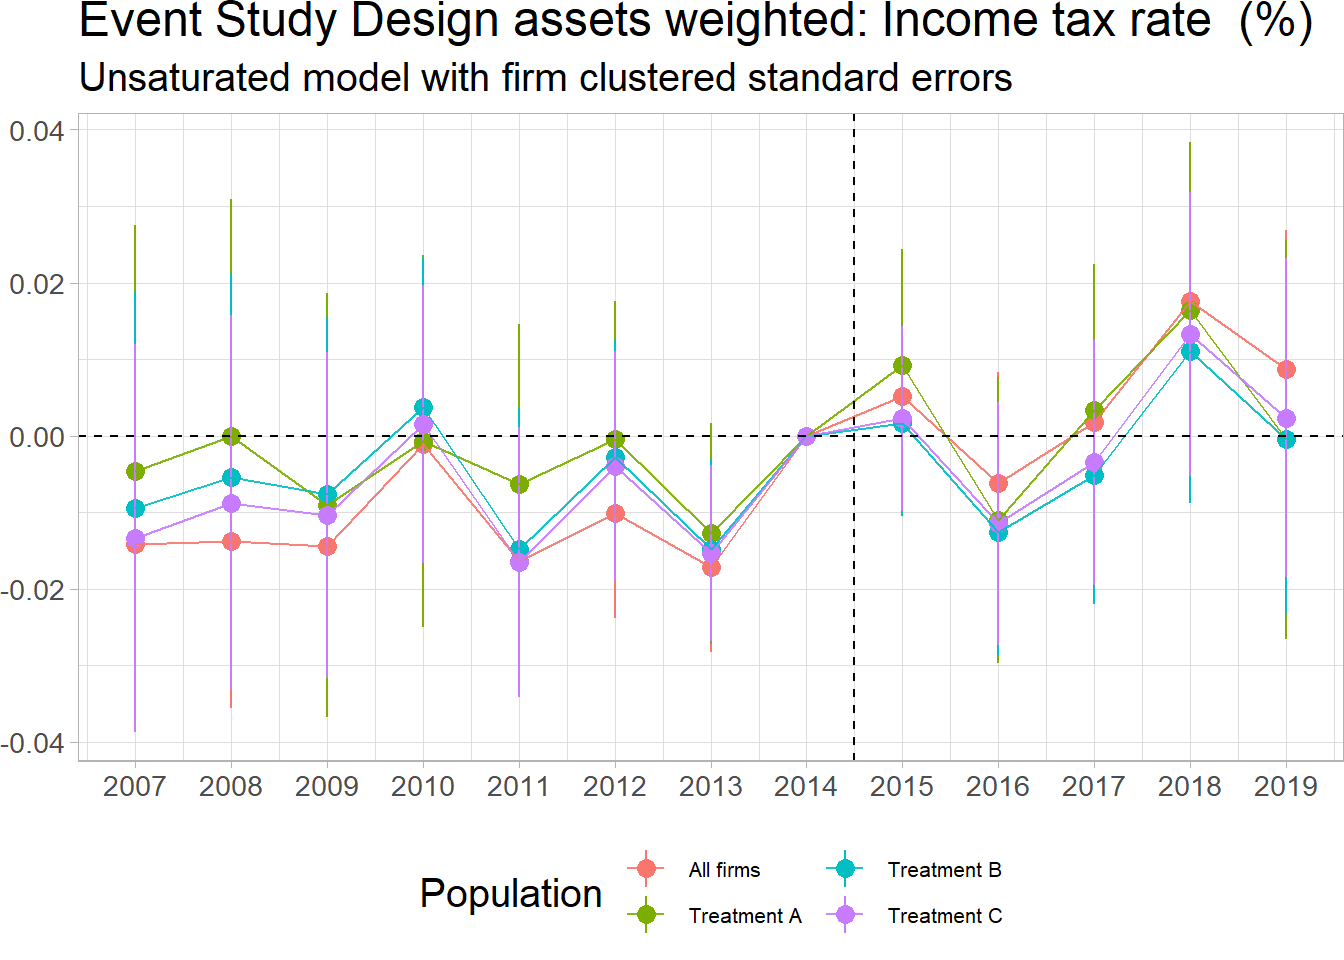 Event Study Design assets weighted: Income tax rate  (%)
Unsaturated model with firm clustered standard errors
0.04
0.02
0.00
-0.02
-0.04
2007 2008 2009 2010 2011 2012 2013 2014 2015 2016 2017 2018 2019
Population
All firms
Treatment A
Treatment B
Treatment C